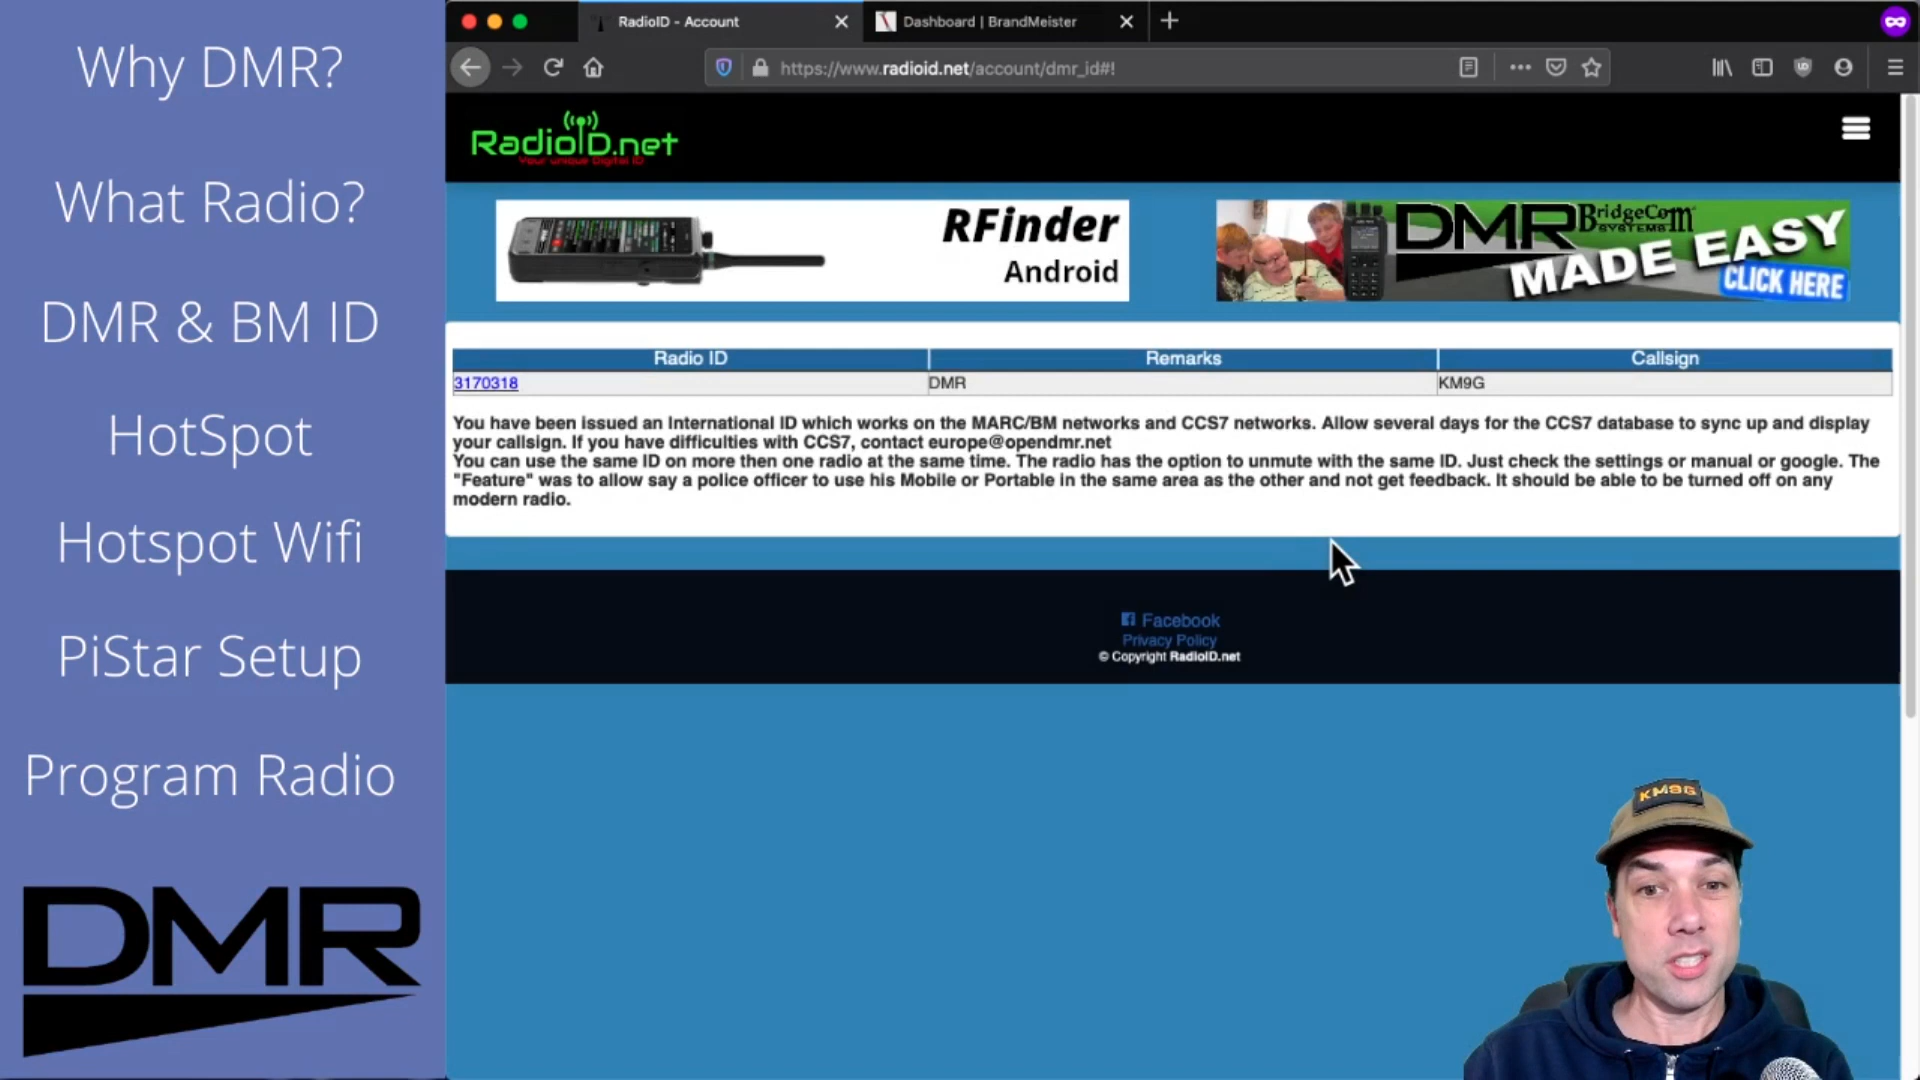 Why DMR?
What Radio?
DMR & BM ID
HotSpot
Hotspot Wifi
PiStar Setup
Program Radio
DMR
RadioID - Account
Dashboard | BrandMeister
https://www.radioid.net/account/dmr_id#!
RadioID.net
Your unique Digital ID
RFinder
Android
DMR BridgeCom SYSTEMS
MADE EASY
CLICK HERE
Radio ID Remarks Callsign
3170318 DMR KM9G
You have been issued an International ID which works on the MARC/BM networks and CCS7 networks. Allow several days for the CCS7 database to sync up and display
your callsign. If you have difficulties with CCS7, contact europe@opendmr.net
You can use the same ID on more then one radio at the same time. The radio has the option to unmute with the same ID. Just check the settings or manual or google. The
"Feature" was to allow say a police officer to use his Mobile or Portable in the same area as the other and not get feedback. It should be able to be turned off on any
modern radio.
Facebook
Privacy Policy
© Copyright RadioID.net
KM9G